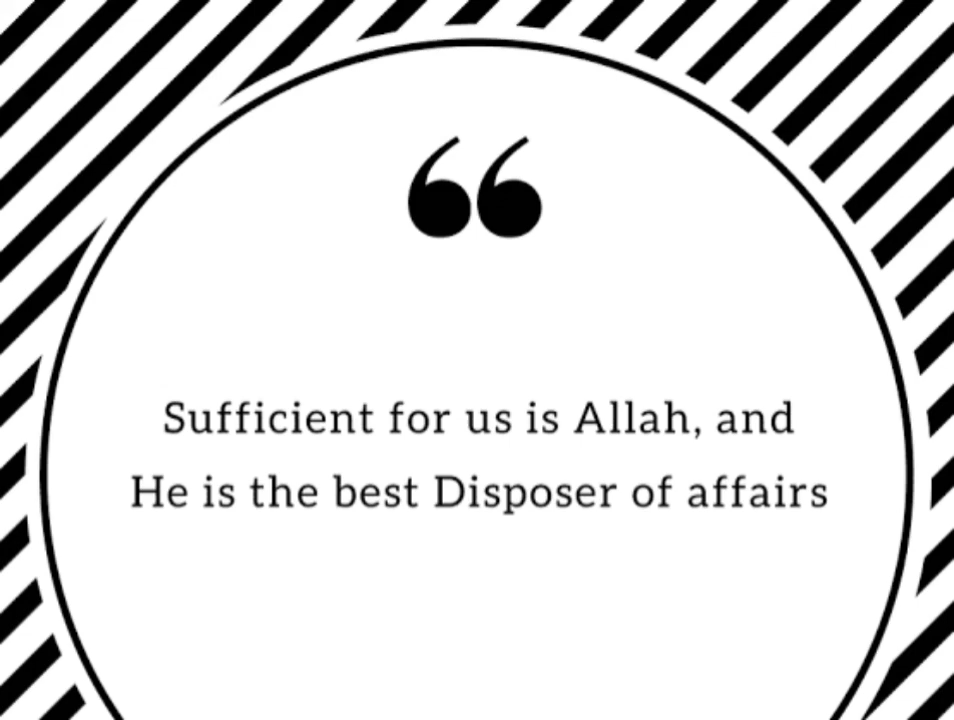 ❝
Sufficient for us is Allah, and
He is the best Disposer of affairs